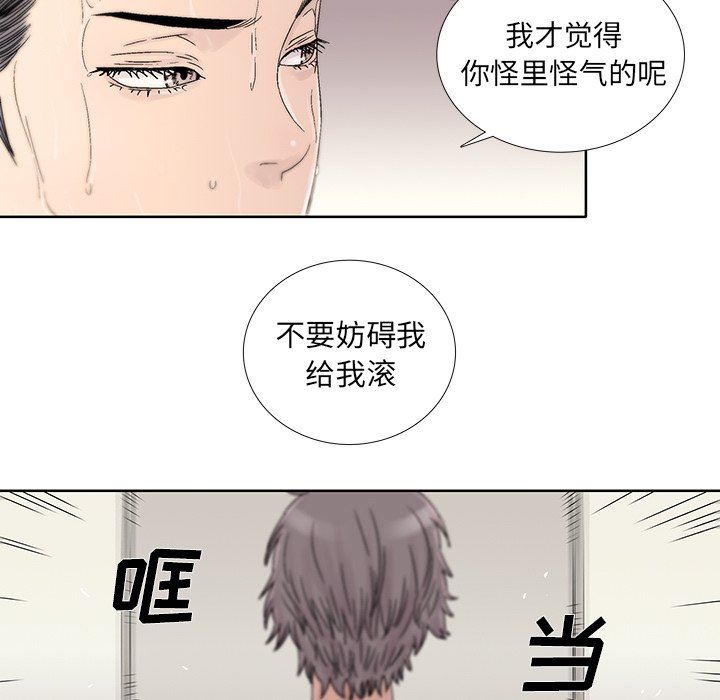 我才觉得
你怪里怪气的呢
不要妨碍我
给我滚
哐
当